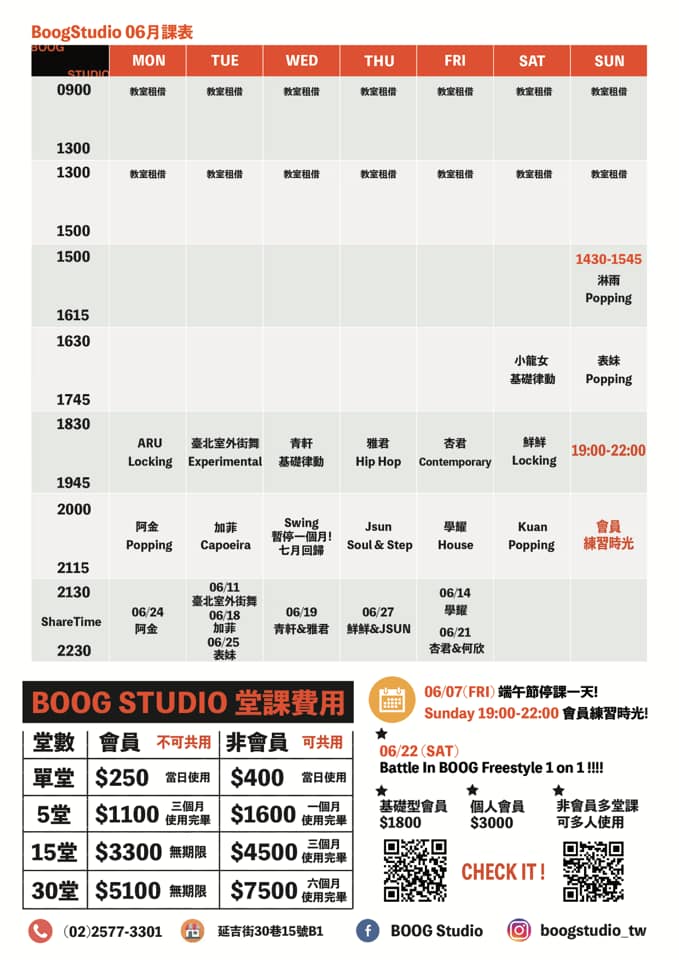 BoogStudio 06月課表
BOOG
STUDIO
MON TUE WED THU FRI SAT SUN
0900
教室租借 教室租借 教室租借 教室租借 教室租借 教室租借 教室租借
1300
1300
教室租借 教室租借 教室租借 教室租借 教室租借 教室租借 教室租借
1500
1500
1430-1545
淋雨
Popping
1615
1630
小龍女 表妹
基礎律動 Popping
1745
1830
ARU 臺北室外街舞 青軒 雅君 杏君 鮮鮮
Locking Experimental 基礎律動 Hip Hop Contemporary Locking
19:00-22:00
1945
2000
阿金 加菲 Swing Jsun 學耀 Kuan 會員
Popping Capoeira 暫停一個月! Soul & Step House Popping 練習時光
七月回歸
2115
2130
ShareTime
2230
06/24
阿金
06/11
臺北室外街舞
06/18
加菲
06/25
表妹
06/19
青軒&雅君
06/27
鮮鮮&JSUN
06/14
學耀
06/21
杏君&何欣
BOOG STUDIO 堂課費用
堂數 會員 不可共用 非會員 可共用
單堂 $250 當日使用 $400 當日使用
5堂 $1100 三個月使用完畢 $1600 一個月使用完畢
15堂 $3300 無期限 $4500 三個月使用完畢
30堂 $5100 無期限 $7500 六個月使用完畢
06/07(FRI) 端午節停課一天!
Sunday 19:00-22:00 會員練習時光!
06/22 (SAT)
Battle In BOOG Freestyle 1 on 1 !!!!
基礎型會員 個人會員 非會員多堂課
$1800 $3000 可多人使用
CHECK IT !
(02)2577-3301 延吉街30巷15號B1 BOOG Studio boogstudio_tw